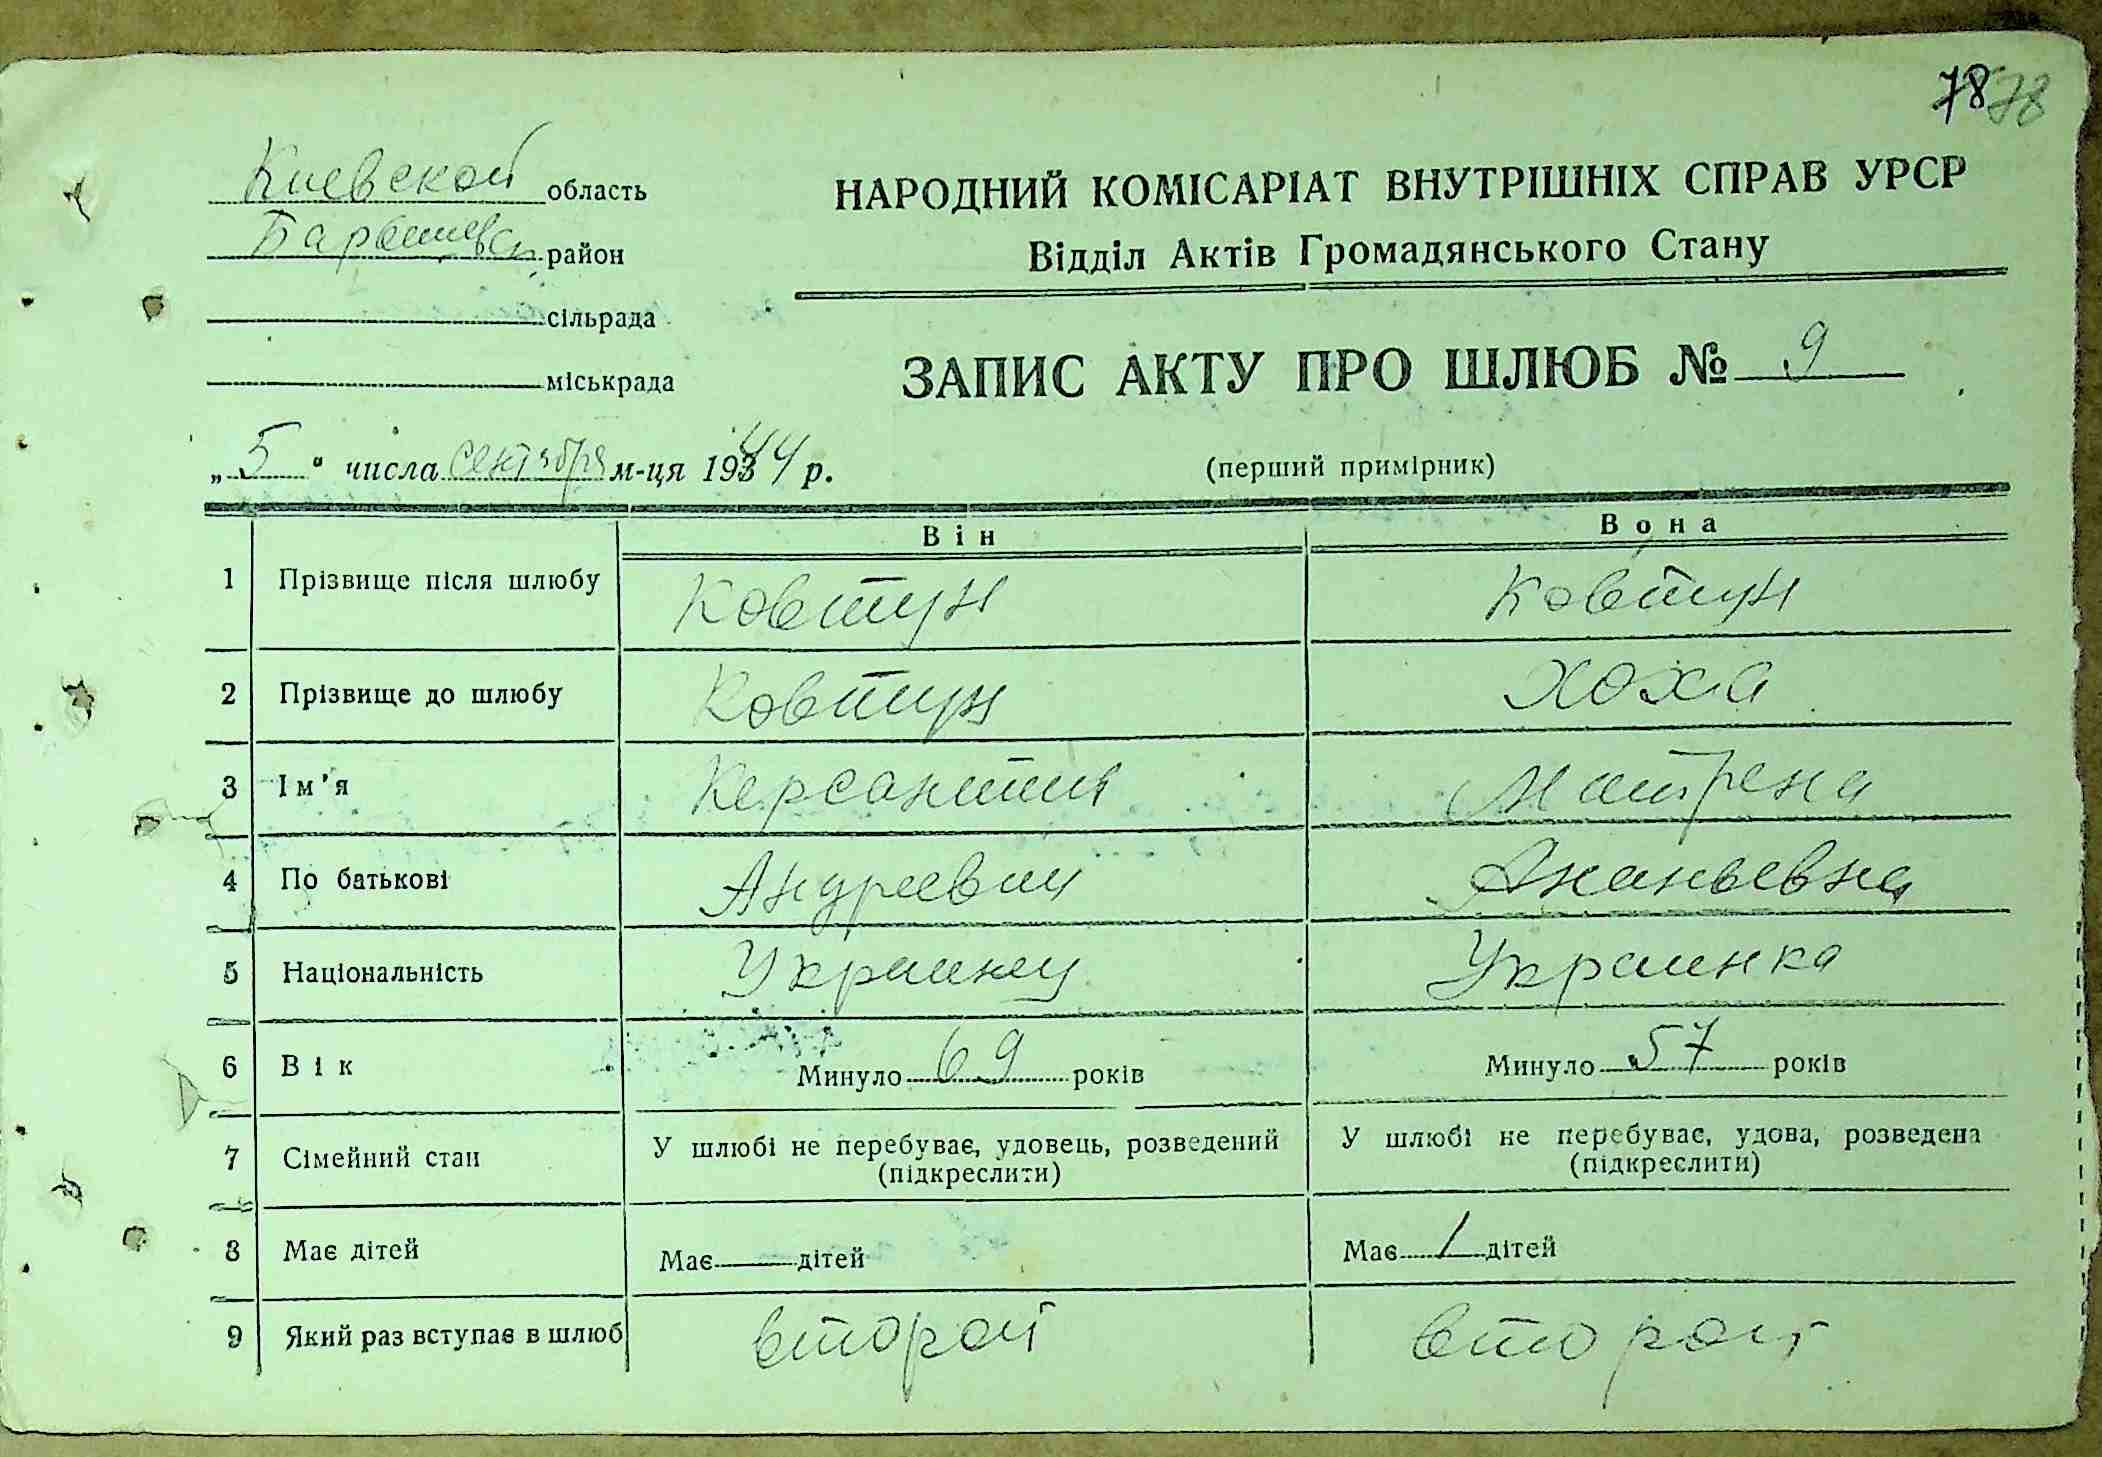 78 78
Киевской область
НАРОДНИЙ КОМІСАРІАТ ВНУТРІШНІХ СПРАВ УРСР
Барышевск район
Відділ Актів Громадянського Стану
сільрада
ЗАПИС АКТУ ПРО ШЛЮБ № 9
міськрада
„5" числа сентября м-ця 1944 р.
(перший примірник)
Він Вона
1 Прізвище після шлюбу Ковтун Ковтун
2 Прізвище до шлюбу Ковтун Хоха
3 Ім'я Керсантий Матрена
4 По батькові Андреевич Ананьевна
5 Національність Украинец Украинка
6 Вік Минуло 69 років Минуло 57 років
7 Сімейний стан У шлюбі не перебуває, удовець, розведений (підкреслити) У шлюбі не перебуває, удова, розведена (підкреслити)
8 Має дітей Має — дітей Має 1 дітей
9 Який раз вступає в шлюб второй второй